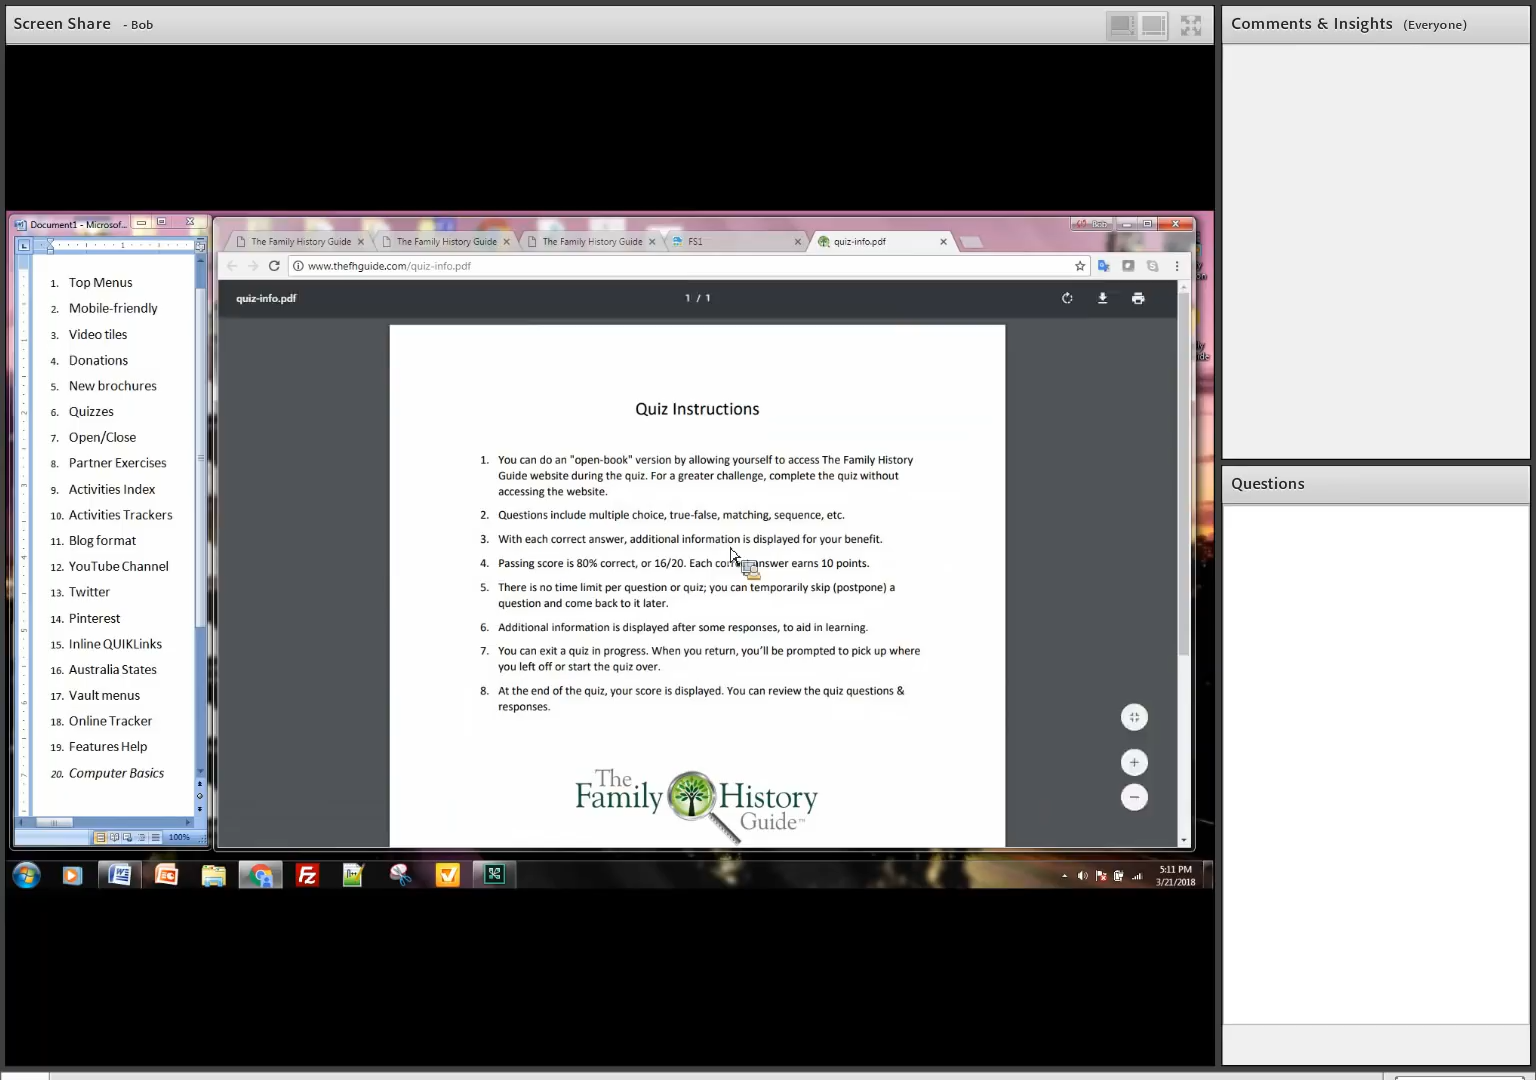 Screen Share - Bob
Comments & Insights (Everyone)
Questions
Document1 - Microsof...
1. Top Menus
2. Mobile-friendly
3. Video tiles
4. Donations
5. New brochures
6. Quizzes
7. Open/Close
8. Partner Exercises
9. Activities Index
10. Activities Trackers
11. Blog format
12. YouTube Channel
13. Twitter
14. Pinterest
15. Inline QUIKLinks
16. Australia States
17. Vault menus
18. Online Tracker
19. Features Help
20. Computer Basics
100%
Bob
The Family History Guide
The Family History Guide
The Family History Guide
FS1
quiz-info.pdf
www.thefhguide.com/quiz-info.pdf
quiz-info.pdf
1 / 1
Quiz Instructions
1. You can do an "open-book" version by allowing yourself to access The Family History
Guide website during the quiz. For a greater challenge, complete the quiz without
accessing the website.
2. Questions include multiple choice, true-false, matching, sequence, etc.
3. With each correct answer, additional information is displayed for your benefit.
4. Passing score is 80% correct, or 16/20. Each answer earns 10 points.
5. There is no time limit per question or quiz; you can temporarily skip (postpone) a
question and come back to it later.
6. Additional information is displayed after some responses, to aid in learning.
7. You can exit a quiz in progress. When you return, you’ll be prompted to pick up where
you left off or start the quiz over.
8. At the end of the quiz, your score is displayed. You can review the quiz questions &
responses.
The
Family History
Guide™
5:11 PM
3/21/2018